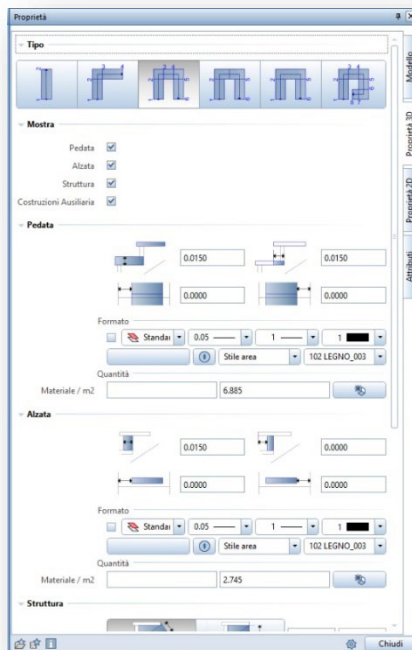 Proprietà
Tipo
Mostra
Pedata
Alzata
Struttura
Costruzioni Ausiliaria
Pedata
0.0150 0.0150
0.0000 0.0000
Formato
Standar 0.05 1 1
Stile area 102 LEGNO_003
Quantità
Materiale / m2 6.885
Alzata
0.0150 0.0000
0.0000 0.0000
Formato
Standar 0.05 1 1
Stile area 102 LEGNO_003
Quantità
Materiale / m2 2.745
Struttura
Chiudi
Modello
Proprietà 3D
Proprietà 2D
Attributi